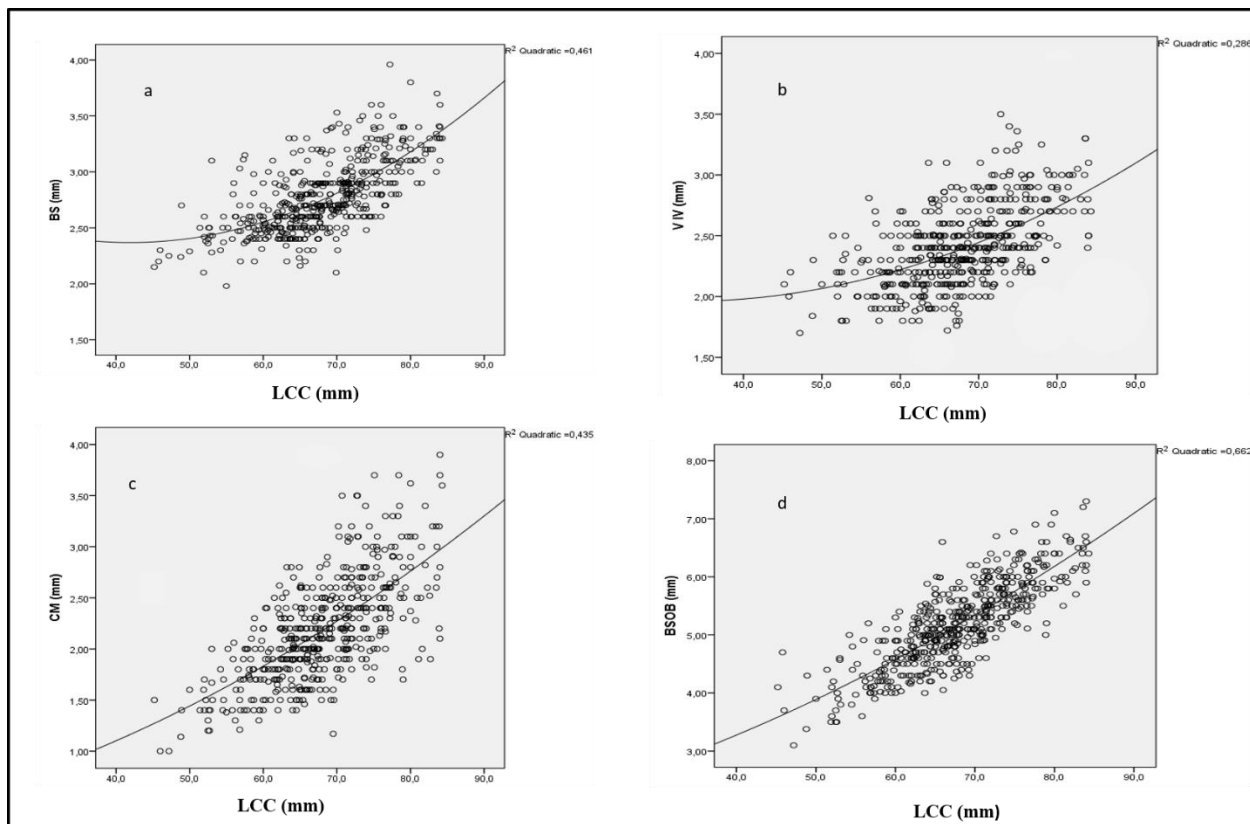 R² Quadratic =0,461
4,00
a
3,50
3,00
BS (mm)
2,50
2,00
1,50
40,0 50,0 60,0 70,0 80,0 90,0
LCC (mm)
R² Quadratic =0,286
4,00
b
3,50
3,00
V IV (mm)
2,50
2,00
1,50
40,0 50,0 60,0 70,0 80,0 90,0
LCC (mm)
R² Quadratic =0,435
4,00
c
3,50
3,00
2,50
CM (mm)
2,00
1,50
1,00
40,0 50,0 60,0 70,0 80,0 90,0
LCC (mm)
R² Quadratic =0,662
8,00
d
7,00
6,00
BSOB (mm)
5,00
4,00
3,00
40,0 50,0 60,0 70,0 80,0 90,0
LCC (mm)